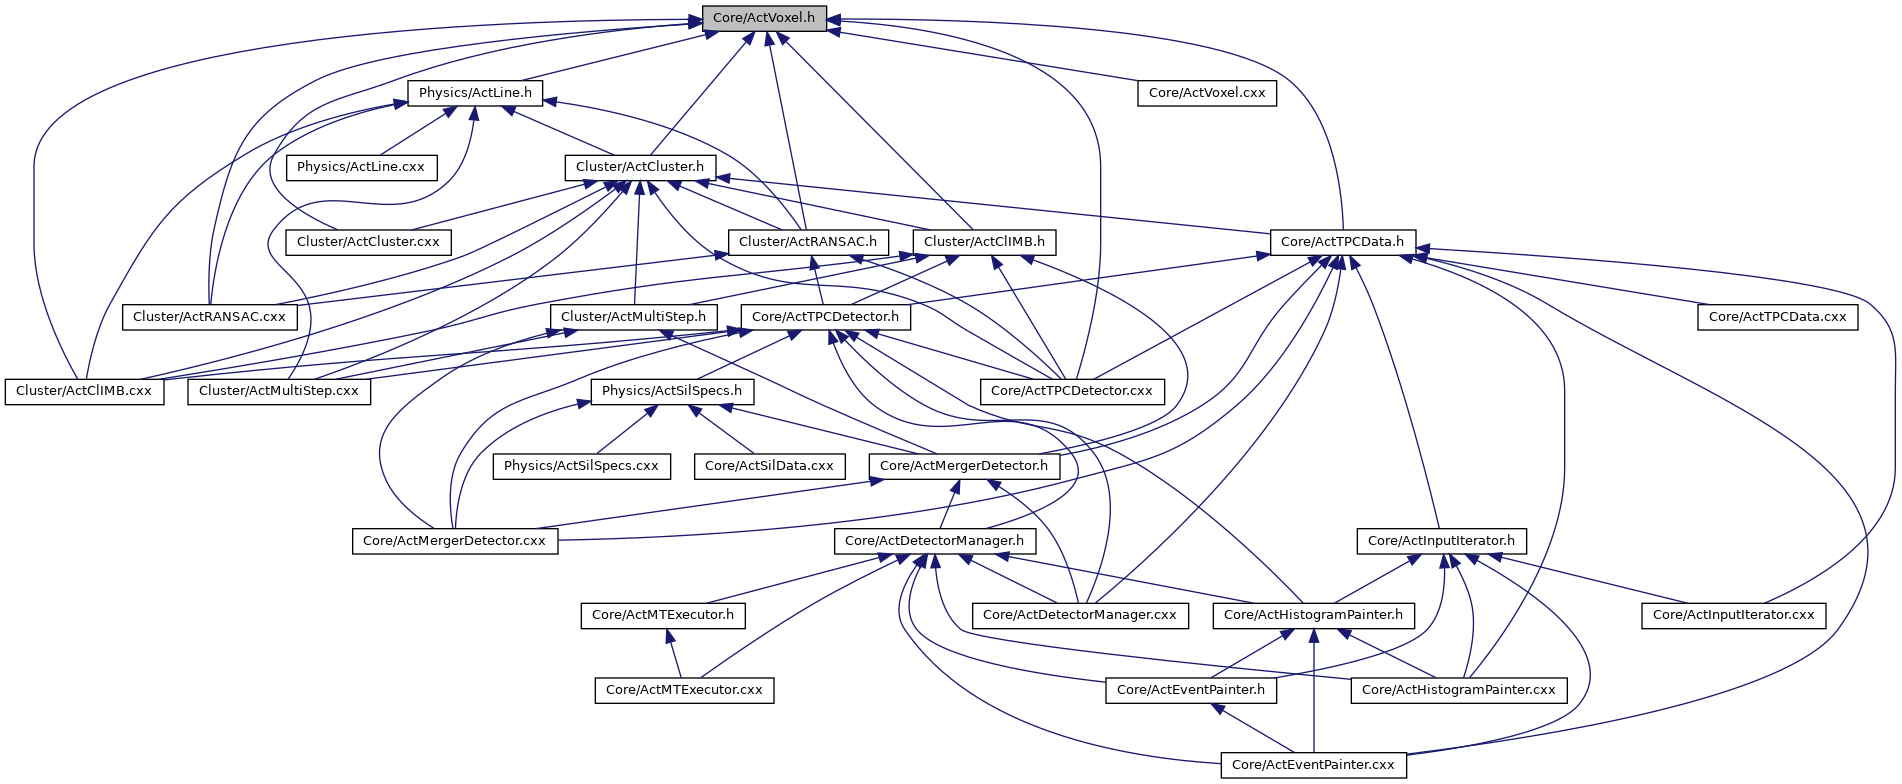 Core/ActVoxel.h
Physics/ActLine.h
Core/ActVoxel.cxx
Physics/ActLine.cxx
Cluster/ActCluster.h
Cluster/ActCluster.cxx
Cluster/ActRANSAC.h
Cluster/ActClIMB.h
Core/ActTPCData.h
Cluster/ActRANSAC.cxx
Cluster/ActMultiStep.h
Core/ActTPCDetector.h
Core/ActTPCData.cxx
Cluster/ActClIMB.cxx
Cluster/ActMultiStep.cxx
Physics/ActSilSpecs.h
Core/ActTPCDetector.cxx
Physics/ActSilSpecs.cxx
Core/ActSilData.cxx
Core/ActMergerDetector.h
Core/ActMergerDetector.cxx
Core/ActDetectorManager.h
Core/ActInputIterator.h
Core/ActMTExecutor.h
Core/ActDetectorManager.cxx
Core/ActHistogramPainter.h
Core/ActInputIterator.cxx
Core/ActMTExecutor.cxx
Core/ActEventPainter.h
Core/ActHistogramPainter.cxx
Core/ActEventPainter.cxx